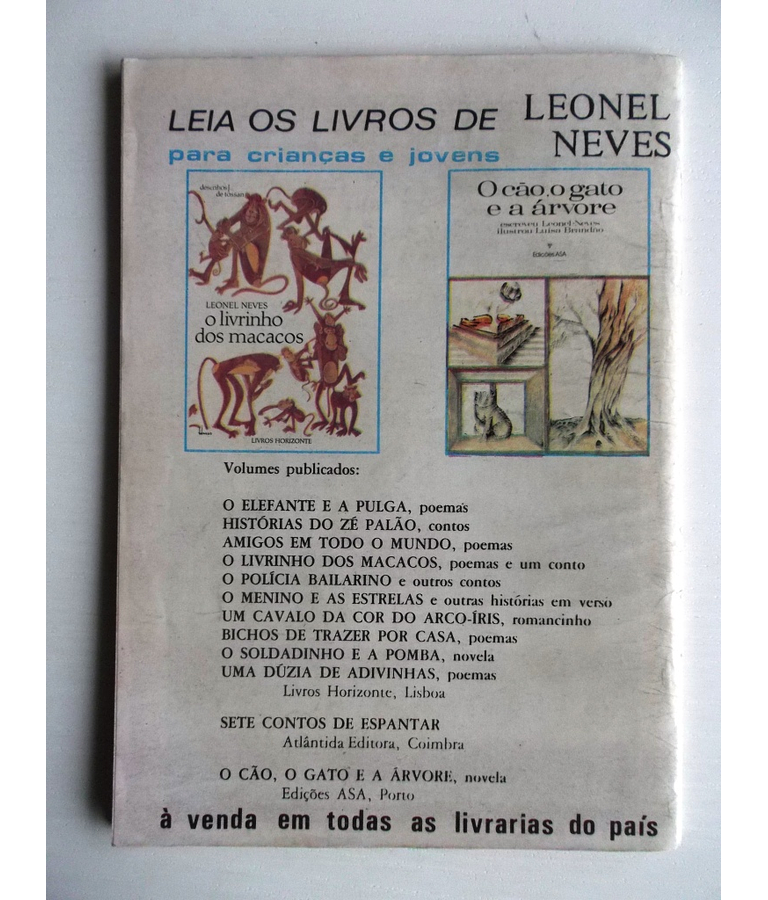 LEIA OS LIVROS DE LEONEL NEVES
para crianças e jovens
desenhos
de tossan
LEONEL NEVES
o livrinho
dos macacos
LIVROS HORIZONTE
O cão, o gato
e a árvore
escreveu Leonel Neves
ilustrou Luisa Brandão
Edições ASA
Volumes publicados:
O ELEFANTE E A PULGA, poemas
HISTÓRIAS DO ZÉ PALÃO, contos
AMIGOS EM TODO O MUNDO, poemas
O LIVRINHO DOS MACACOS, poemas e um conto
O POLÍCIA BAILARINO e outros contos
O MENINO E AS ESTRELAS e outras histórias em verso
UM CAVALO DA COR DO ARCO-ÍRIS, romancinho
BICHOS DE TRAZER POR CASA, poemas
O SOLDADINHO E A POMBA, novela
UMA DÚZIA DE ADIVINHAS, poemas
Livros Horizonte, Lisboa
SETE CONTOS DE ESPANTAR
Atlântida Editora, Coimbra
O CÃO, O GATO E A ÁRVORE, novela
Edições ASA, Porto
à venda em todas as livrarias do país